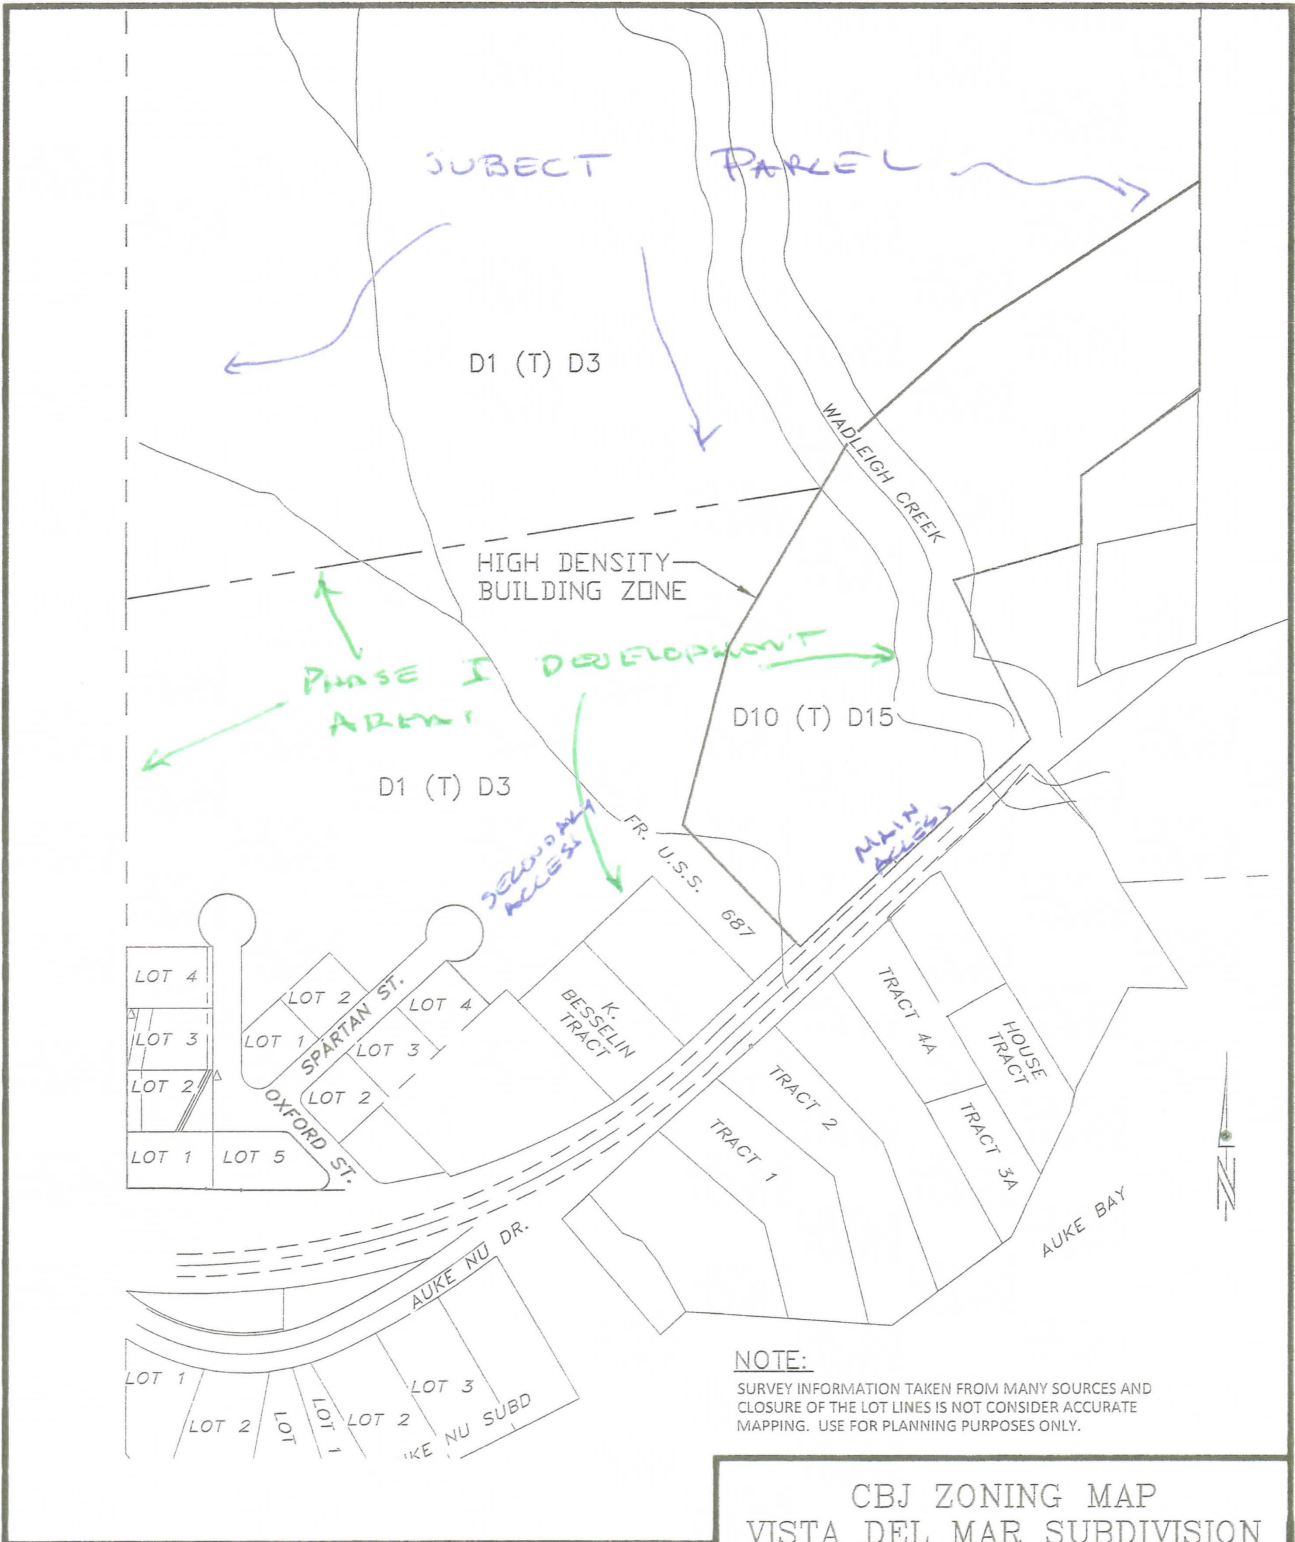 SUBECT PARCEL
D1 (T) D3
WADLEIGH CREEK
HIGH DENSITY
BUILDING ZONE
PHASE I DEVELOPMENT
D10 (T) D15
D1 (T) D3
SECONDARY
ACCESS
MAIN
ACCESS
FR. U.S.S. 687
LOT 4
LOT 3
LOT 2
LOT 1
LOT 5
LOT 2
LOT 1
SPARTAN ST.
LOT 4
LOT 3
LOT 2
OXFORD ST.
K.
BESSELIN
TRACT
TRACT 4A
HOUSE
TRACT
TRACT 2
TRACT 3A
TRACT 1
AUKE BAY
N
AUKE NU DR.
LOT 1
LOT 2
LOT
LOT 1
LOT 2
LOT 3
UKE NU SUBD
NOTE:
SURVEY INFORMATION TAKEN FROM MANY SOURCES AND
CLOSURE OF THE LOT LINES IS NOT CONSIDER ACCURATE
MAPPING. USE FOR PLANNING PURPOSES ONLY.
CBJ ZONING MAP
VISTA DEL MAR SUBDIVISION